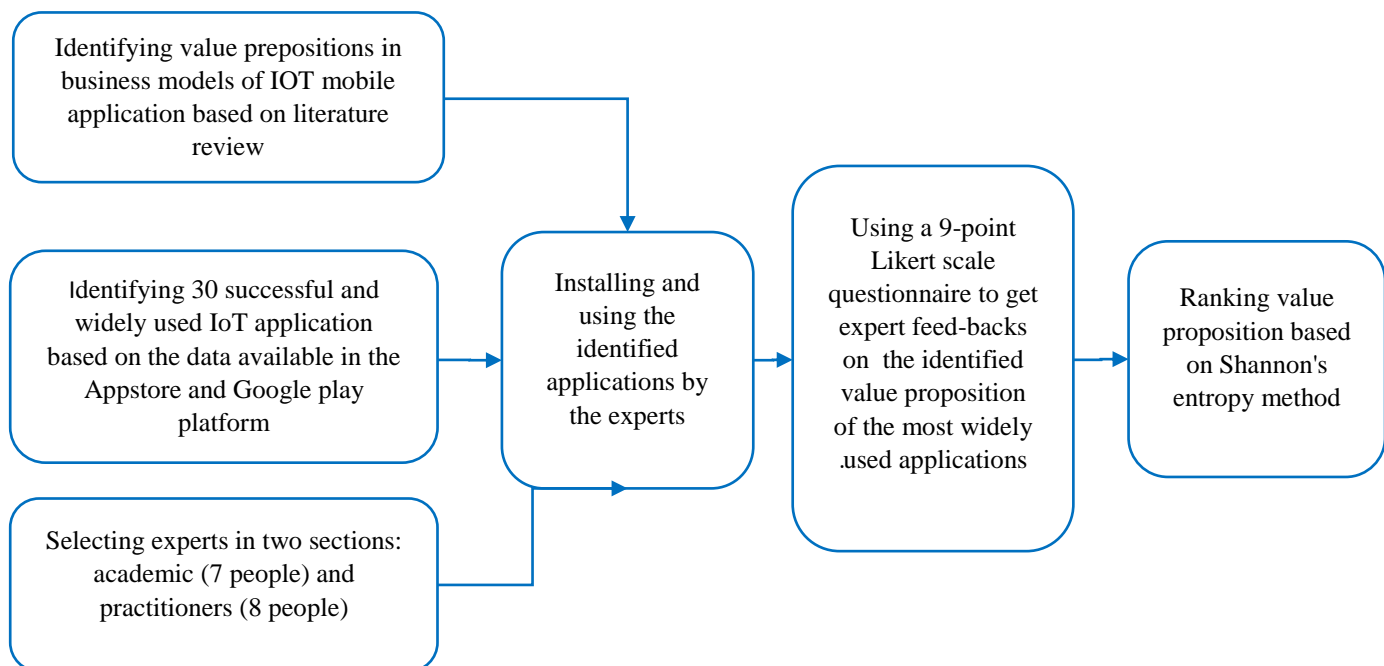 Identifying value prepositions in
business models of IOT mobile
application based on literature
review
Identifying 30 successful and
widely used IoT application
based on the data available in the
Appstore and Google play
platform
Selecting experts in two sections:
academic (7 people) and
practitioners (8 people)
Installing and
using the
identified
applications by
the experts
Using a 9-point
Likert scale
questionnaire to get
expert feed-backs
on the identified
value proposition
of the most widely
.used applications
Ranking value
proposition based
on Shannon's
entropy method